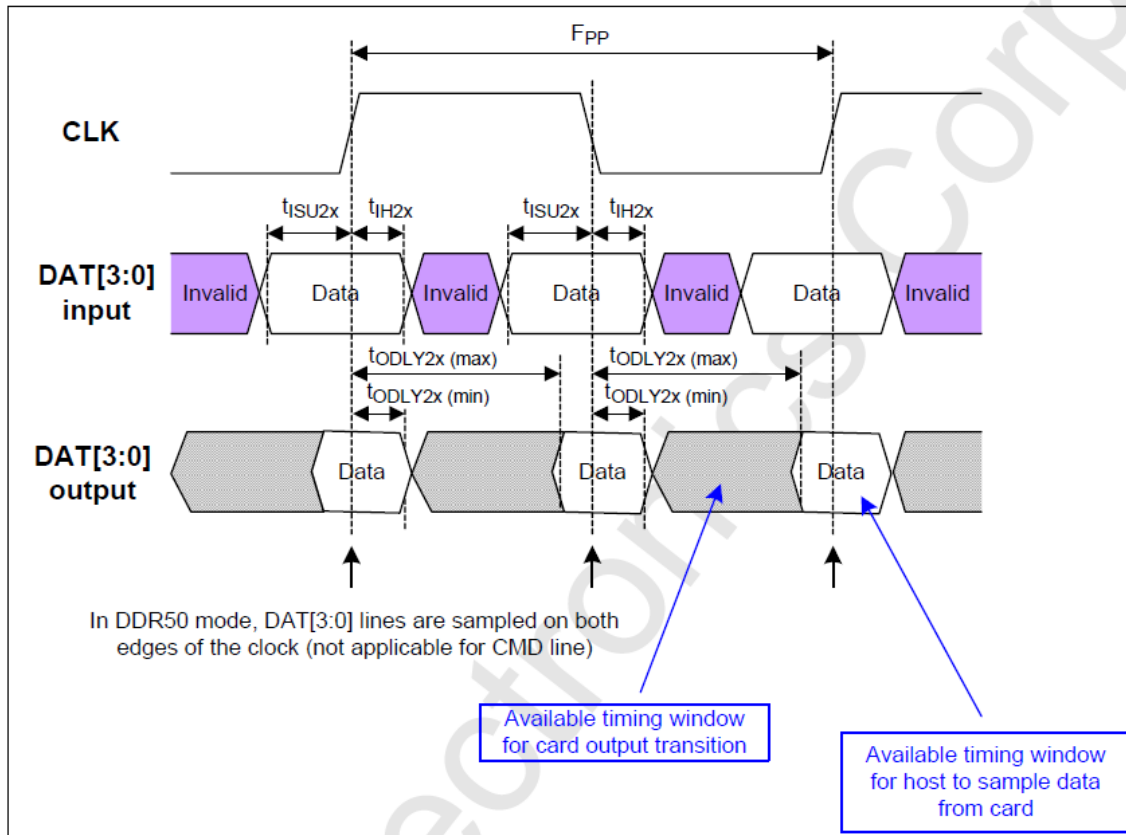 FPP
CLK
tISU2x tIH2x tISU2x tIH2x
DAT[3:0]
input
Invalid Data Invalid Data Invalid Data Invalid
tODLY2x (max) tODLY2x (max)
tODLY2x (min) tODLY2x (min)
DAT[3:0]
output
Data Data Data
In DDR50 mode, DAT[3:0] lines are sampled on both
edges of the clock (not applicable for CMD line)
Available timing window
for card output transition
Available timing window
for host to sample data
from card
ectronics Corp